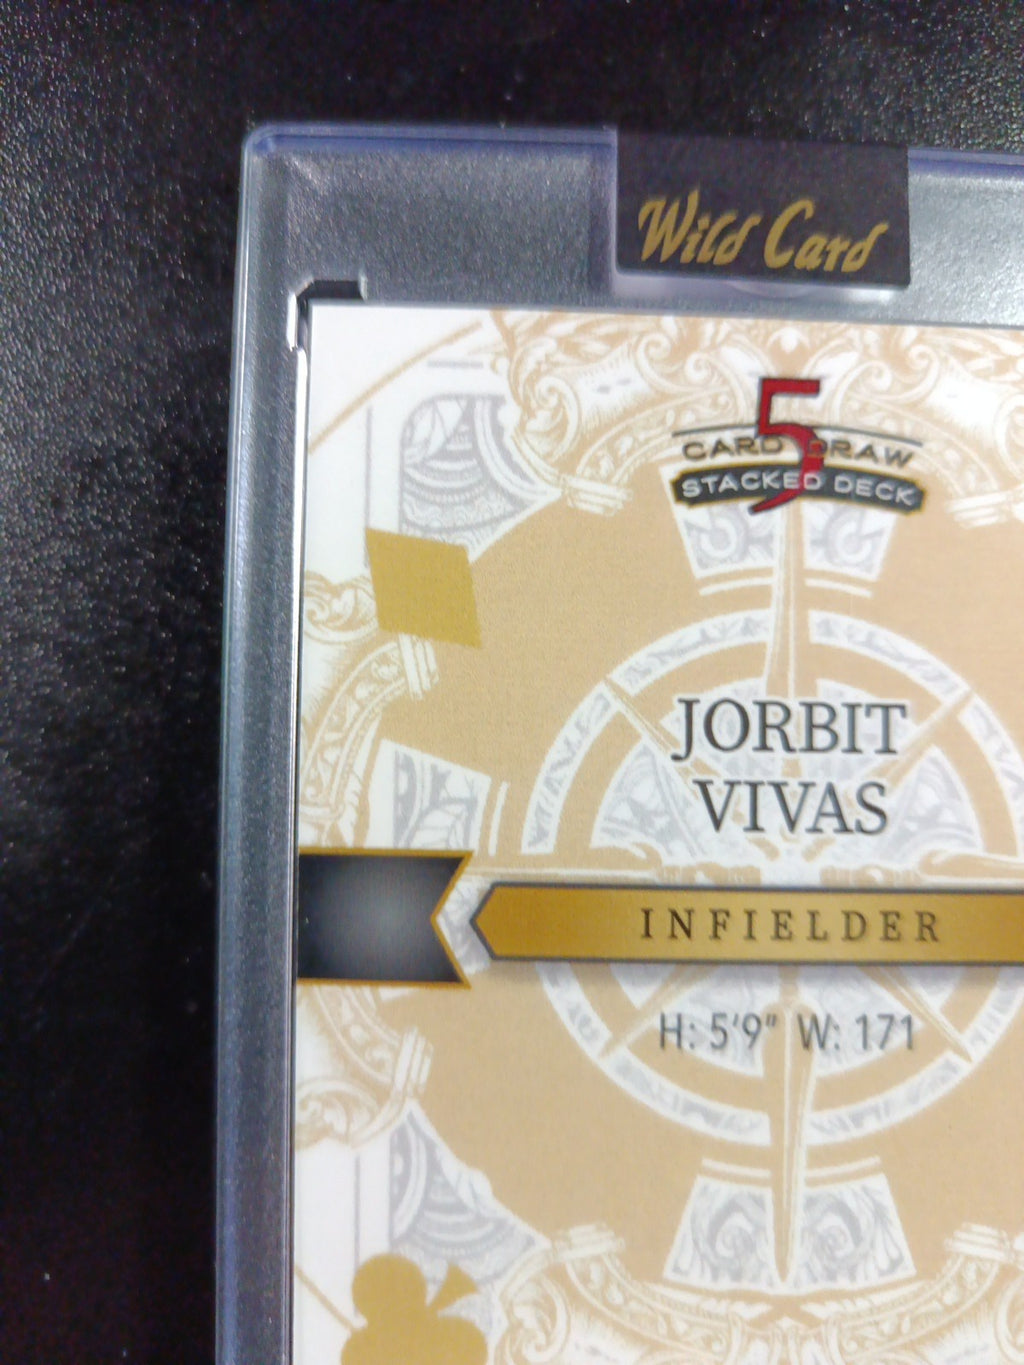 Wild Card
5
CARD DRAW
STACKED DECK
JORBIT
VIVAS
INFIELDER
H: 5'9" W: 171